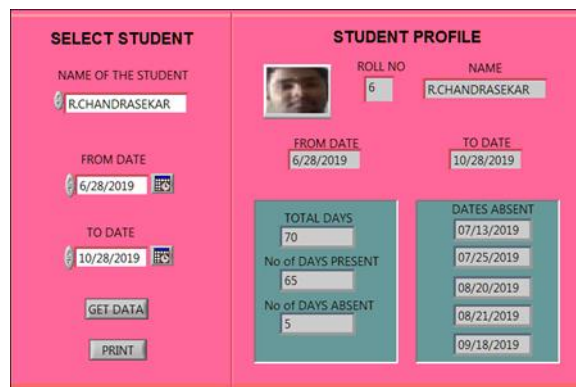 SELECT STUDENT
NAME OF THE STUDENT
R.CHANDRASEKAR
FROM DATE
6/28/2019
TO DATE
10/28/2019
GET DATA
PRINT
STUDENT PROFILE
ROLL NO
6
NAME
R.CHANDRASEKAR
FROM DATE
6/28/2019
TO DATE
10/28/2019
TOTAL DAYS
70
No of DAYS PRESENT
65
No of DAYS ABSENT
5
DATES ABSENT
07/13/2019
07/25/2019
08/20/2019
08/21/2019
09/18/2019